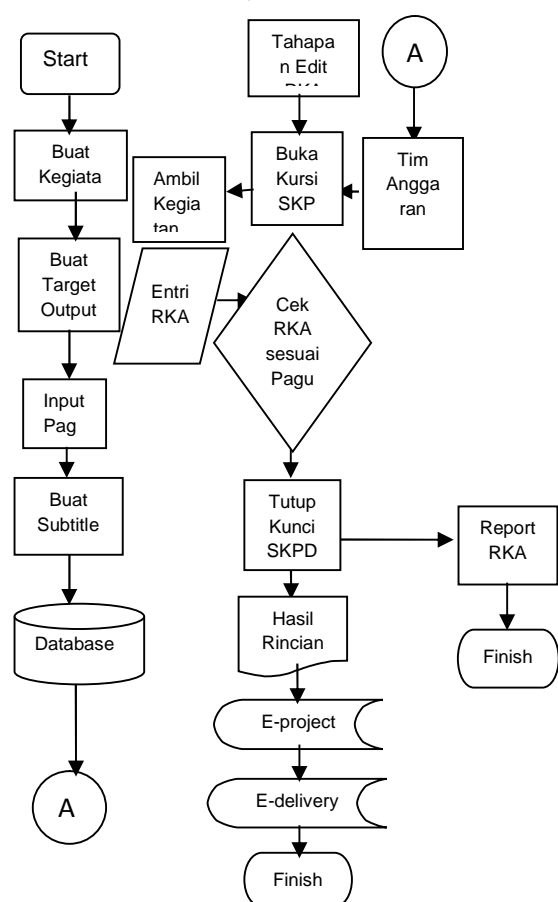 Start
Buat
Kegiata
Buat
Target
Output
Input
Pag
Buat
Subtitle
Database
A
Tahapa
n Edit
A
Buka
Kursi
SKP
Tim
Angga
ran
Ambil
Kegia
tan
Entri
RKA
Cek
RKA
sesuai
Pagu
Tutup
Kunci
SKPD
Report
RKA
Finish
Hasil
Rincian
E-project
E-delivery
Finish